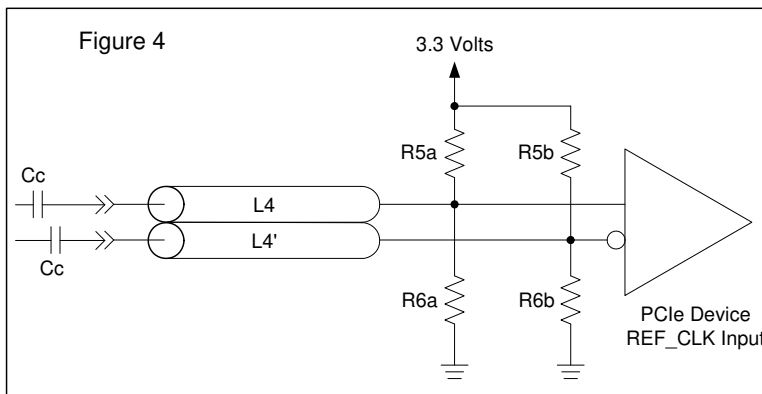 Figure 4
3.3 Volts
R5a
R5b
Cc
L4
L4'
Cc
R6a
R6b
PCIe Device
REF_CLK Input